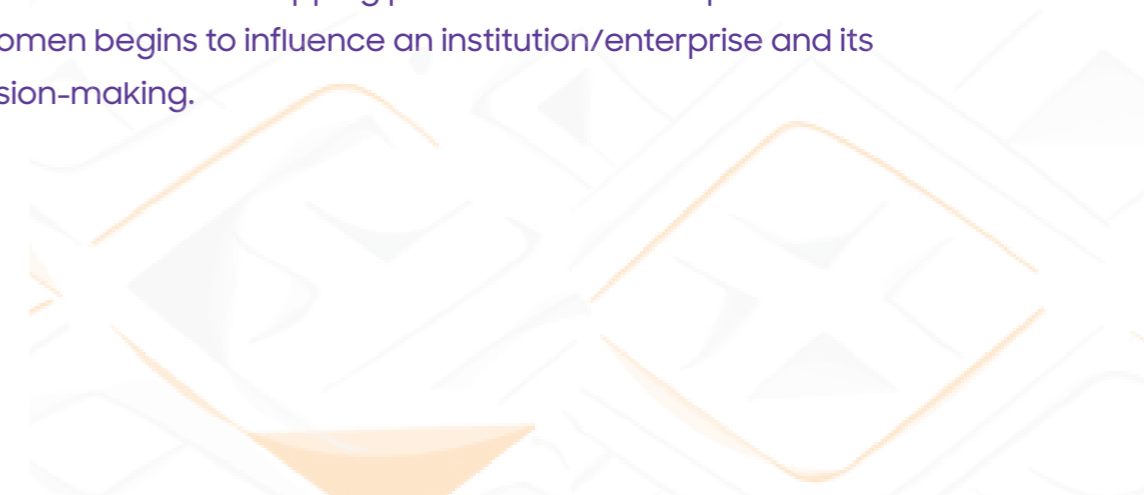 omen begins to influence an institution/enterprise and its
sion-making.